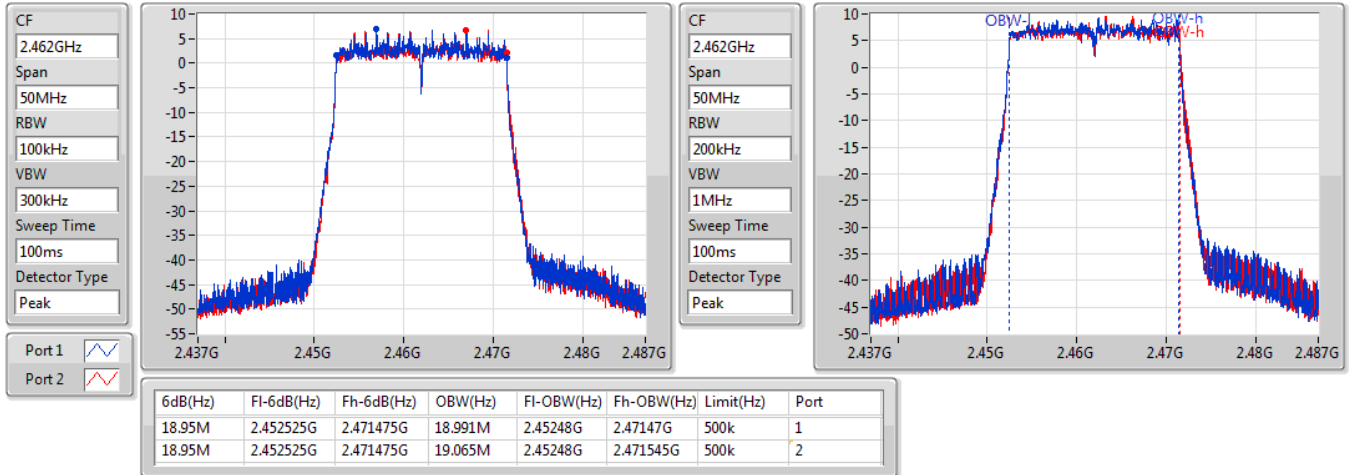 CF
2.462GHz
Span
50MHz
RBW
100kHz
VBW
300kHz
Sweep Time
100ms
Detector Type
Peak
Port 1
Port 2
10
5
0
-5
-10
-15
-20
-25
-30
-35
-40
-45
-50
-55
2.437G 2.45G 2.46G 2.47G 2.48G 2.487G
CF
2.462GHz
Span
50MHz
RBW
200kHz
VBW
1MHz
Sweep Time
100ms
Detector Type
Peak
10
5
0
-5
-10
-15
-20
-25
-30
-35
-40
-45
-50
OBW-l OBW-h
OBW-h
2.437G 2.45G 2.46G 2.47G 2.48G 2.487G
6dB(Hz) Fl-6dB(Hz) Fh-6dB(Hz) OBW(Hz) Fl-OBW(Hz) Fh-OBW(Hz) Limit(Hz) Port
18.95M 2.452525G 2.471475G 18.991M 2.45248G 2.47147G 500k 1
18.95M 2.452525G 2.471475G 19.065M 2.45248G 2.471545G 500k 2